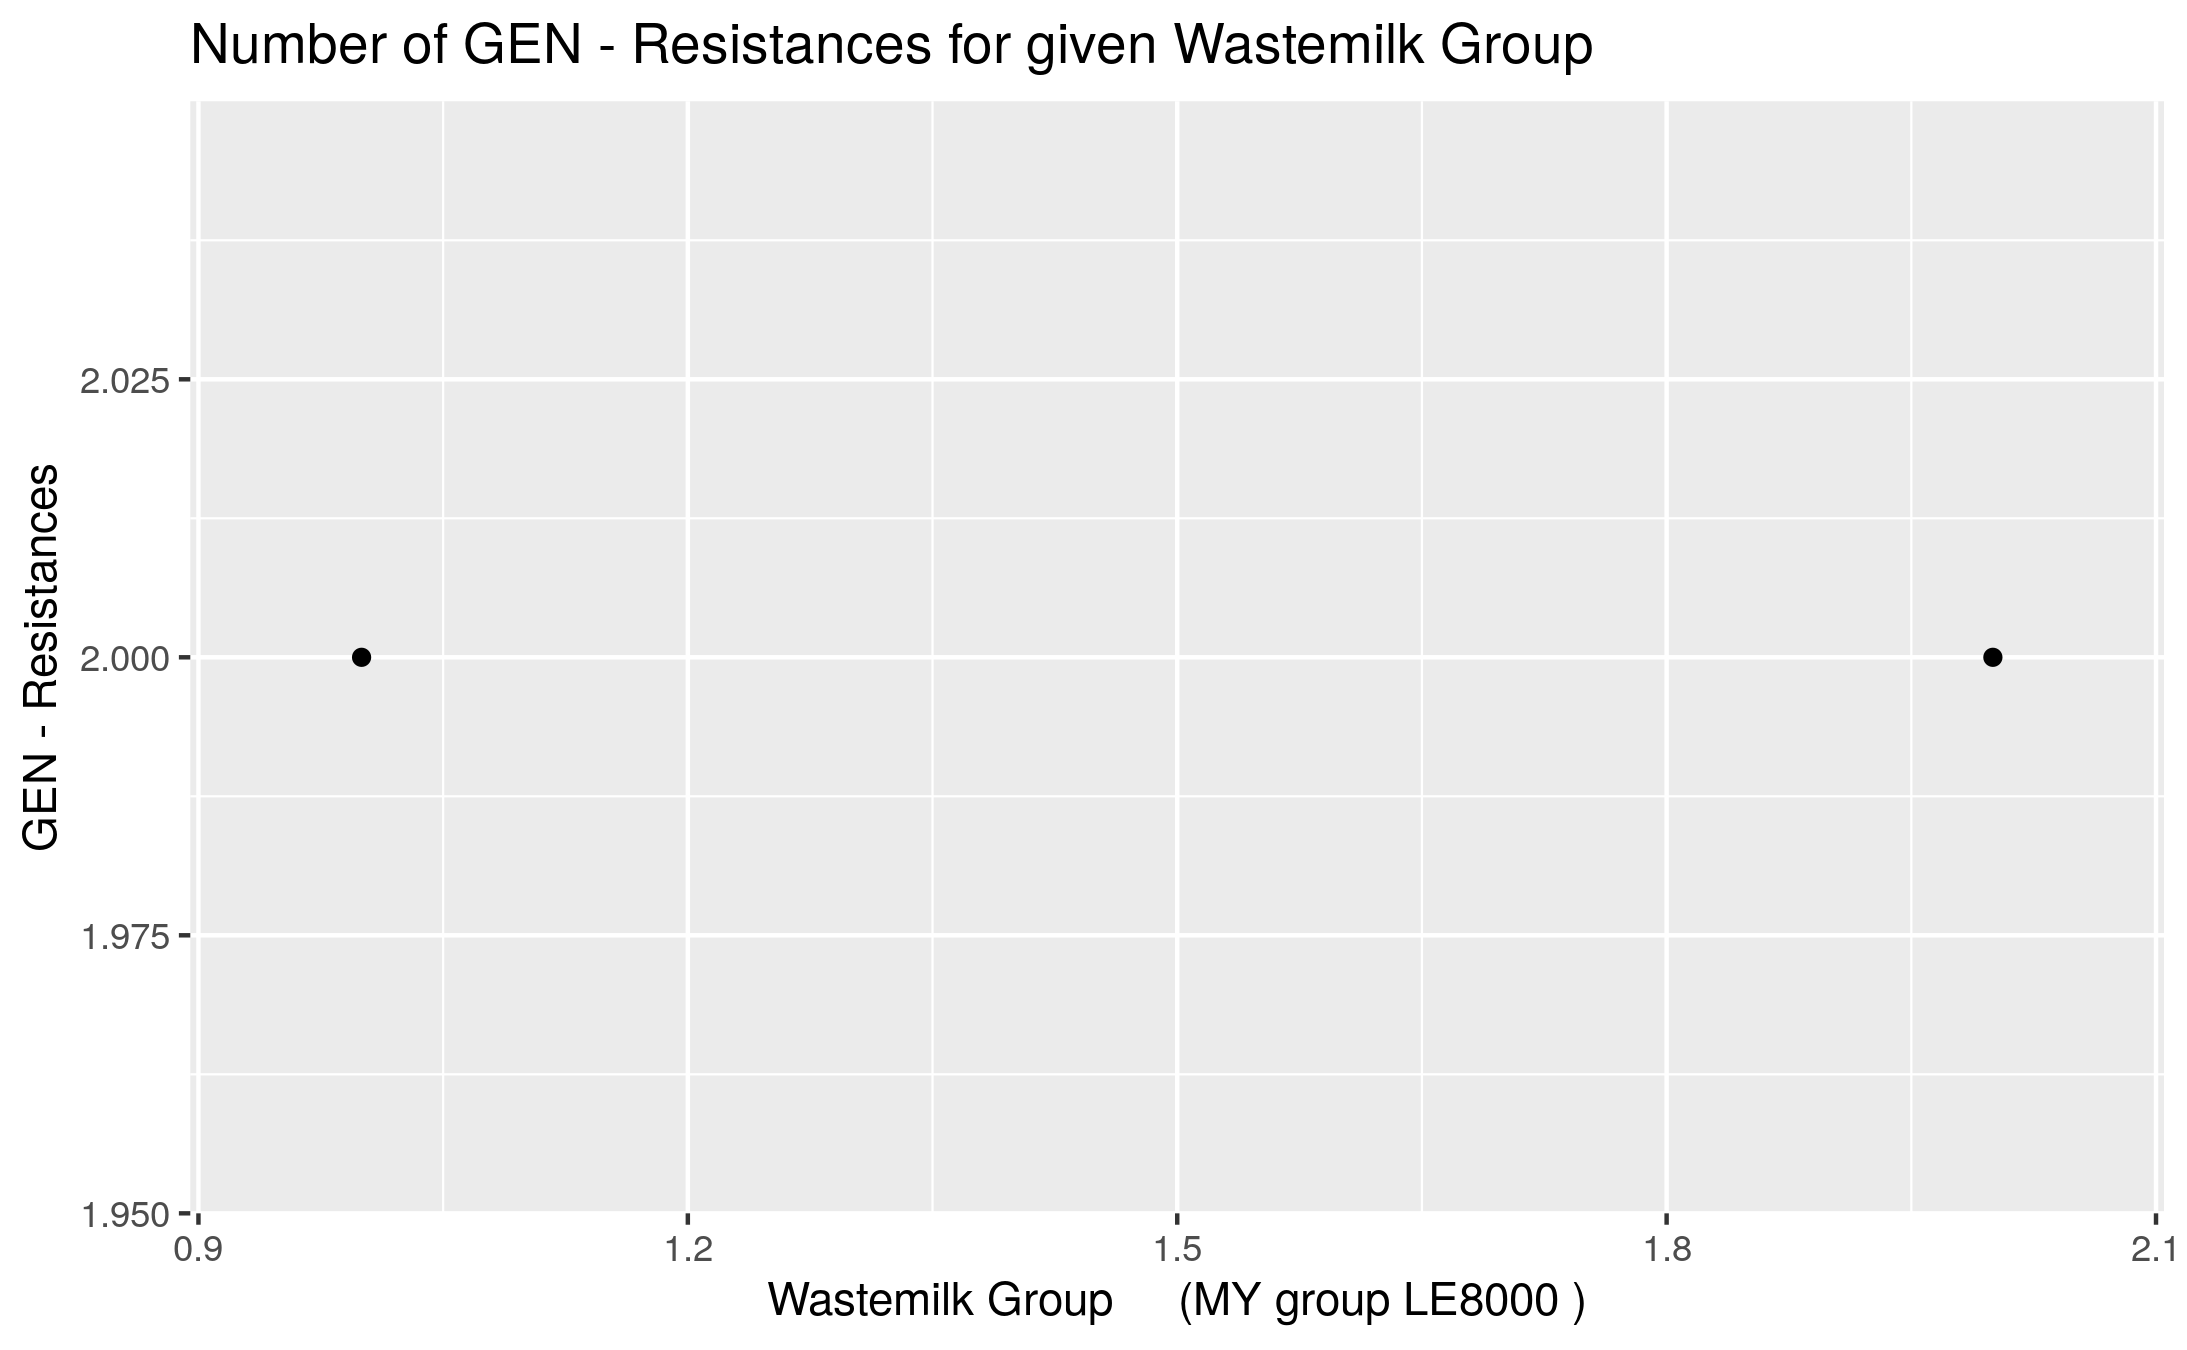 Number of GEN - Resistances for given Wastemilk Group
GEN - Resistances
2.025
2.000
1.975
1.950
0.9 1.2 1.5 1.8 2.1
Wastemilk Group (MY group LE8000 )